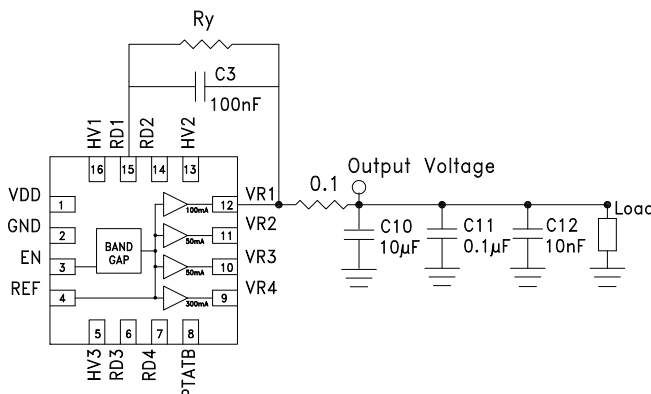 Ry
C3
100nF
HV1
RD1
RD2
HV2
16
15
14
13
Output Voltage
0.1
VDD
1
GND
2
EN
3
REF
4
BAND
GAP
100mA
12
VR1
50mA
11
VR2
50mA
10
VR3
300mA
9
VR4
C10
10µF
C11
0.1µF
C12
10nF
Load
5
6
7
8
HV3
RD3
RD4
PTATB